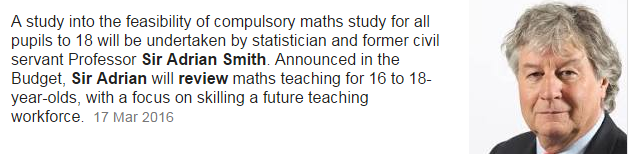 A study into the feasibility of compulsory maths study for all
pupils to 18 will be undertaken by statistician and former civil
servant Professor Sir Adrian Smith. Announced in the
Budget, Sir Adrian will review maths teaching for 16 to 18-
year-olds, with a focus on skilling a future teaching
workforce. 17 Mar 2016